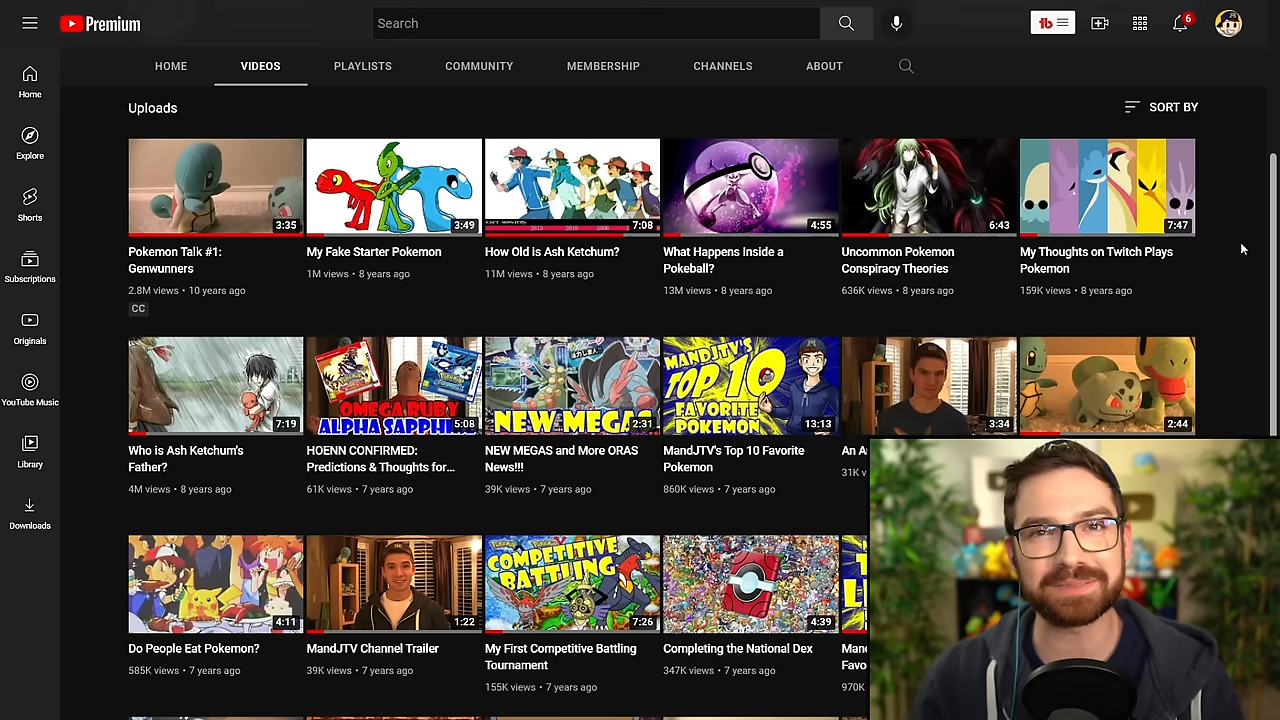 Premium
Search
6
HOME
VIDEOS
PLAYLISTS
COMMUNITY
MEMBERSHIP
CHANNELS
ABOUT
Home
Explore
Shorts
Subscriptions
Originals
YouTube Music
Library
Downloads
Uploads
SORT BY
3:35
3:49
7:08
4:55
6:43
7:47
Pokemon Talk #1:
Genwunners
2.8M views • 10 years ago
CC
My Fake Starter Pokemon
1M views • 8 years ago
How Old is Ash Ketchum?
11M views • 8 years ago
What Happens Inside a
Pokeball?
13M views • 8 years ago
Uncommon Pokemon
Conspiracy Theories
636K views • 8 years ago
My Thoughts on Twitch Plays
Pokemon
159K views • 8 years ago
7:19
OMEGA RUBY
ALPHA SAPPHI
5:08
NEW MEGAS
2:31
MANDJTV'S
TOP 10
FAVORITE
POKEMON
13:13
3:34
2:44
Who is Ash Ketchum's
Father?
4M views • 8 years ago
HOENN CONFIRMED:
Predictions & Thoughts for...
61K views • 7 years ago
NEW MEGAS and More ORAS
News!!!
39K views • 7 years ago
MandJTV's Top 10 Favorite
Pokemon
860K views • 7 years ago
An A
31K v
4:11
1:22
COMPETITIVE
BATTLING
7:26
4:39
Do People Eat Pokemon?
585K views • 7 years ago
MandJTV Channel Trailer
39K views • 7 years ago
My First Competitive Battling
Tournament
155K views • 7 years ago
Completing the National Dex
347K views • 7 years ago
Man
Favo
970K